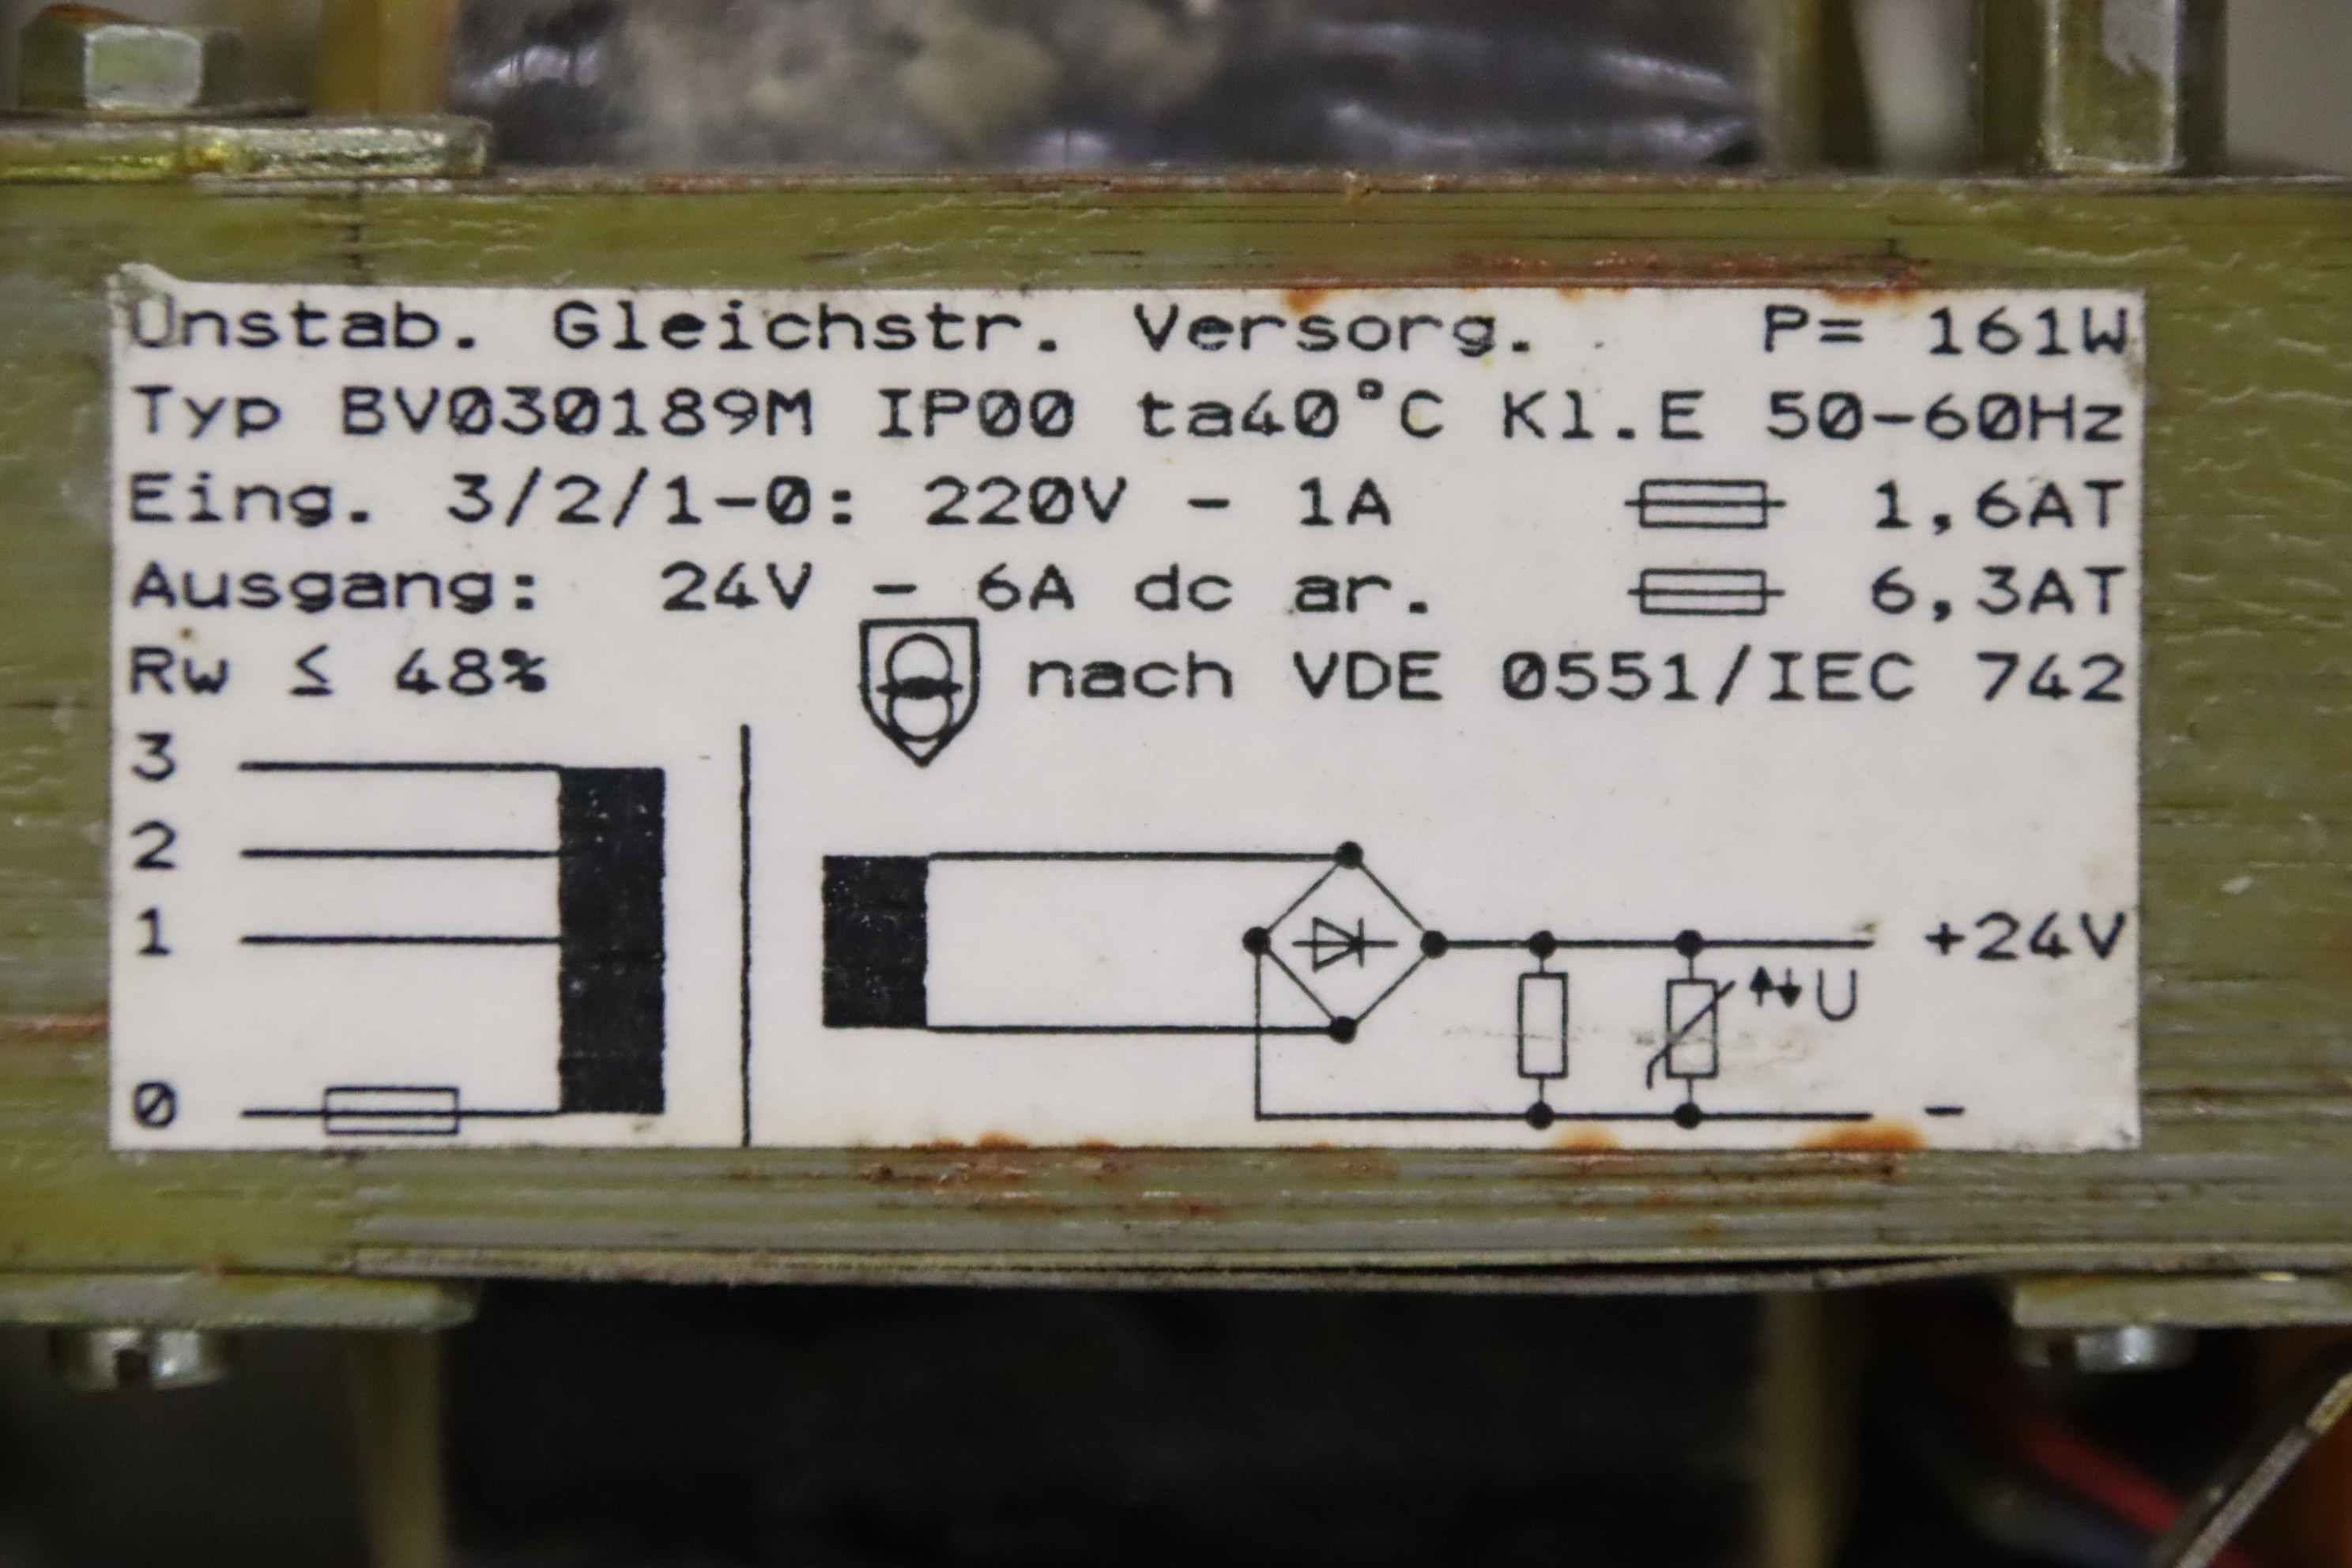 Unstab. Gleichstr. Versorg. P= 161W
Typ BV030189M IP00 ta40°C Kl.E 50-60Hz
Eing. 3/2/1-0: 220V - 1A 1,6AT
Ausgang: 24V - 6A dc ar. 6,3AT
Rw ≤ 48% nach VDE 0551/IEC 742
3
2
1
+24V
U
0
-